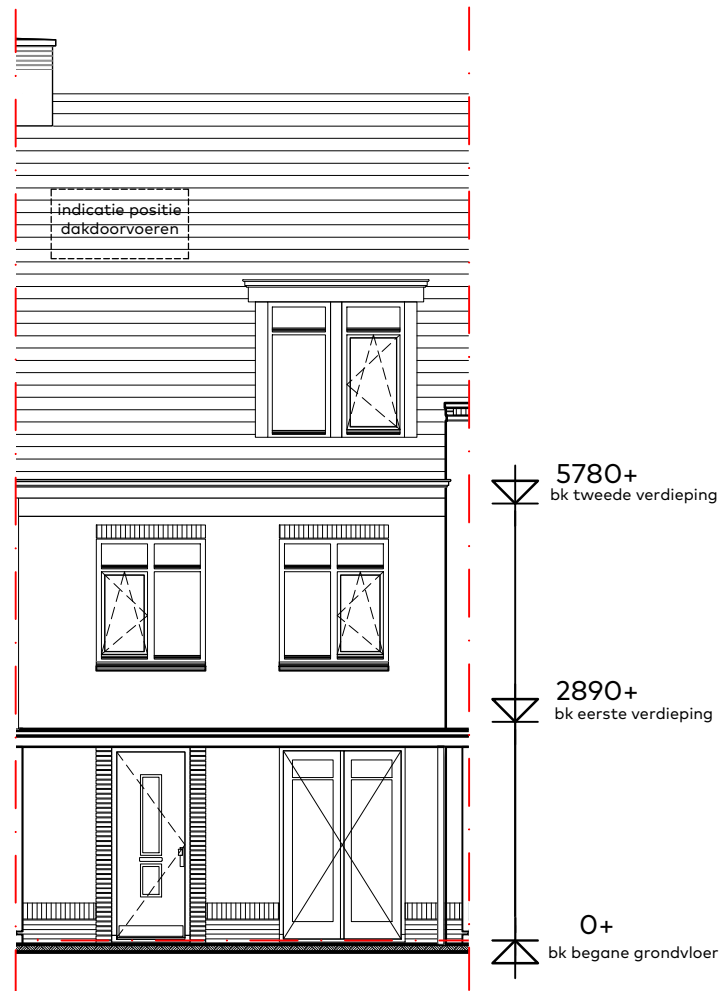 indicatie positie
dakdoorvoeren
5780+
bk tweede verdieping
2890+
bk eerste verdieping
0+
bk begane grondvloer